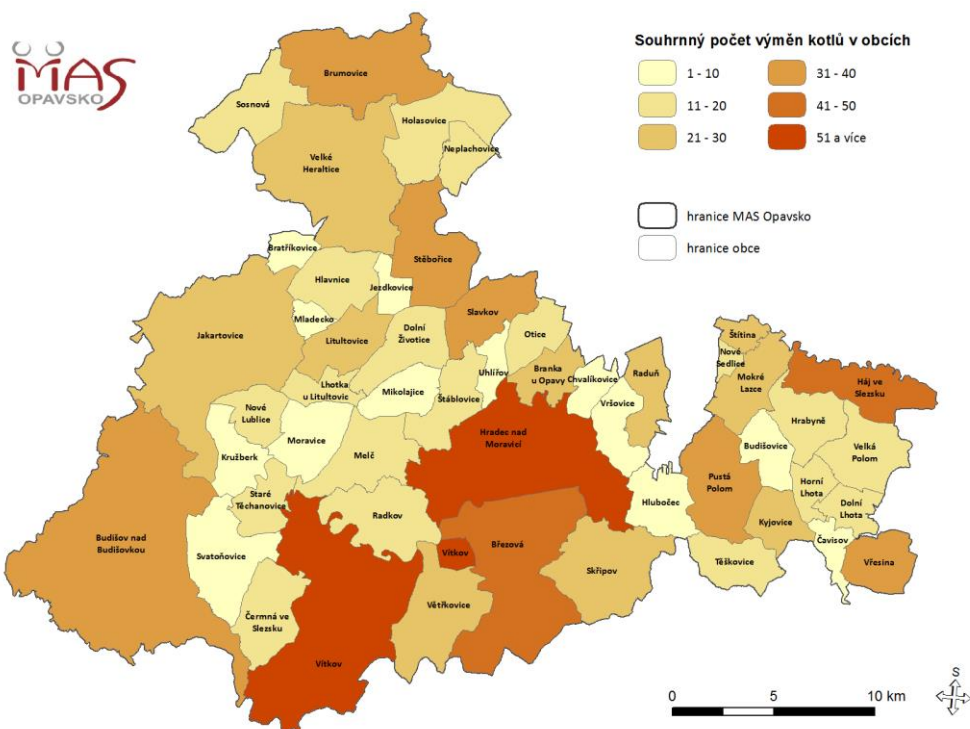 MAS
OPAVSKO
Souhrnný počet výměn kotlů v obcích
1 - 10
31 - 40
11 - 20
41 - 50
21 - 30
51 a více
hranice MAS Opavsko
hranice obce
Brumovice
Sosnová
Holasovice
Neplachovice
Velké
Heraltice
Bratříkovice
Stěbořice
Hlavnice
Jezdkovice
Mladecko
Slavkov
Jakartovice
Litultovice
Dolní
Životice
Otice
Štítina
Nové
Sedlice
Uhlířov
Branka
u Opavy
Chvalíkovice
Raduň
Mokré
Lazce
Háj ve
Slezsku
Lhotka
u Litultovic
Mikolajice
Štáblovice
Vršovice
Nové
Lublice
Hrabyně
Hradec nad
Moravicí
Moravice
Budišovice
Velká
Polom
Kružberk
Melč
Pustá
Polom
Horní
Lhota
Staré
Těchanovice
Hlubočec
Dolní
Lhota
Radkov
Kyjovice
Budišov nad
Budišovkou
Čavisov
Svatoňovice
Vítkov
Březová
Těškovice
Vřesina
Skřipov
Větřkovice
Čermná ve
Slezsku
Vítkov
S
0
5
10 km